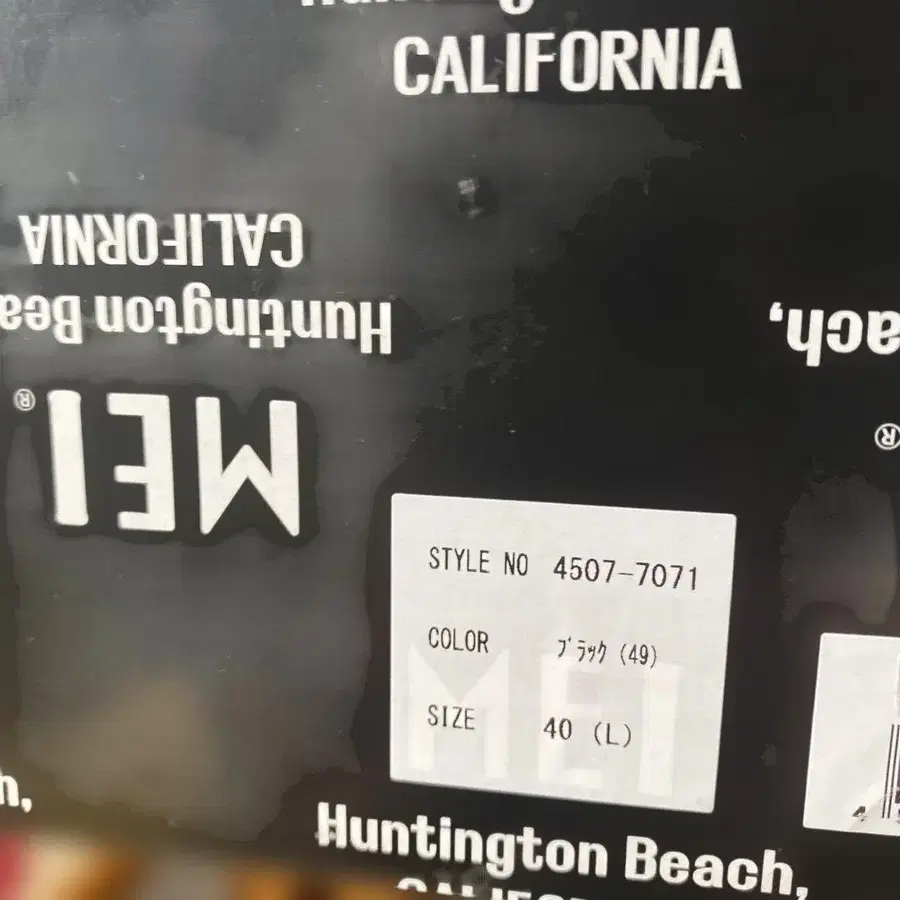 CALIFORNIA
CALIFORNIA
Huntington Bea
MEI®
ach,
®
STYLE NO 4507-7071
COLOR ﾌﾞﾗｯｸ (49)
SIZE 40 (L)
MEI
h,
Huntington Beach,